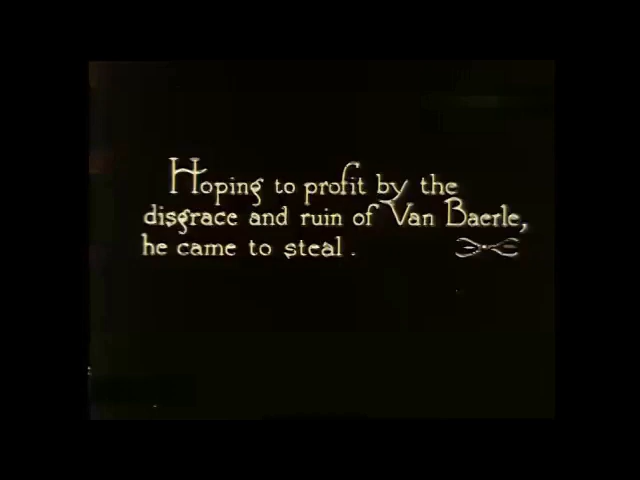 Hoping to profit by the
disgrace and ruin of Van Baerle,
he came to steal.